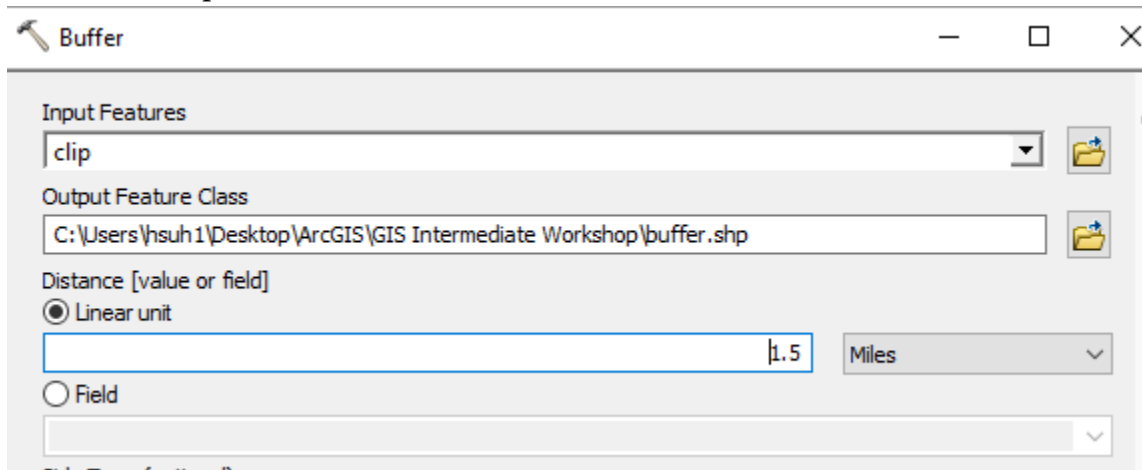 Buffer
Input Features
clip
Output Feature Class
C:\Users\hsuh1\Desktop\ArcGIS\GIS Intermediate Workshop\buffer.shp
Distance [value or field]
Linear unit
1.5 Miles
Field